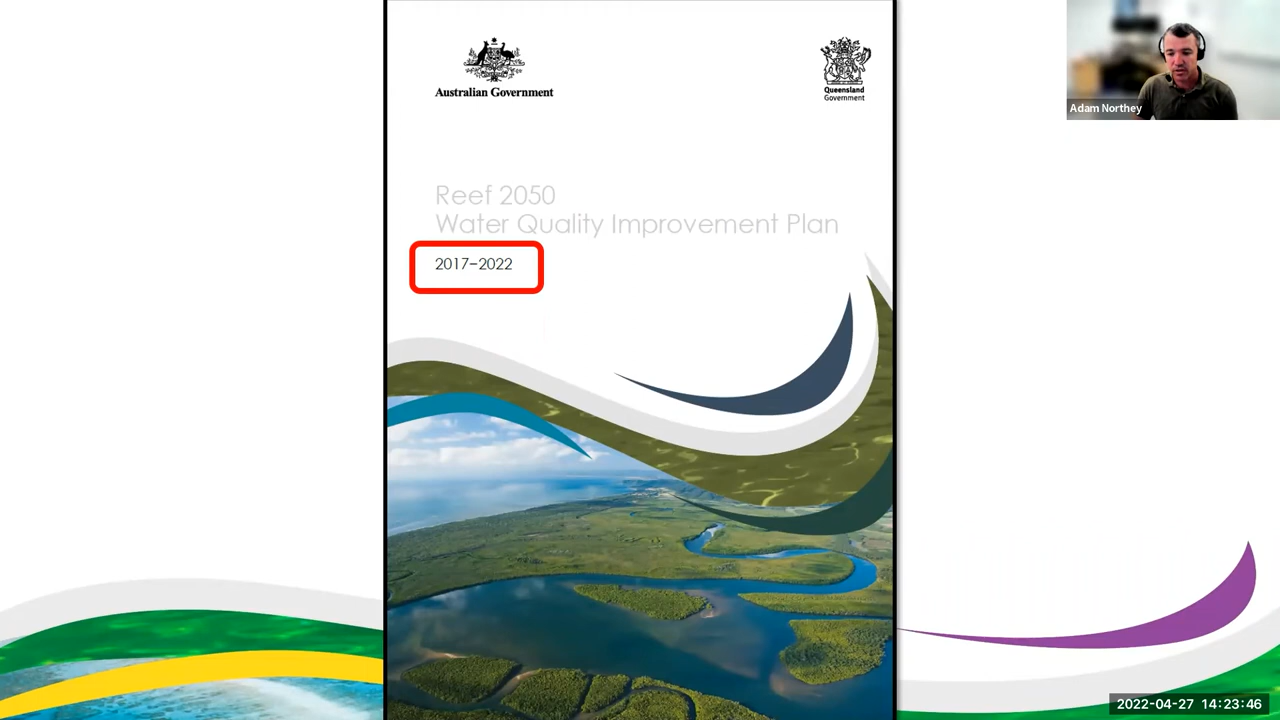 Australian Government
Queensland
Government
Adam Northey
Reef 2050
Water Quality Improvement Plan
2017–2022
2022-04-27 14:23:46